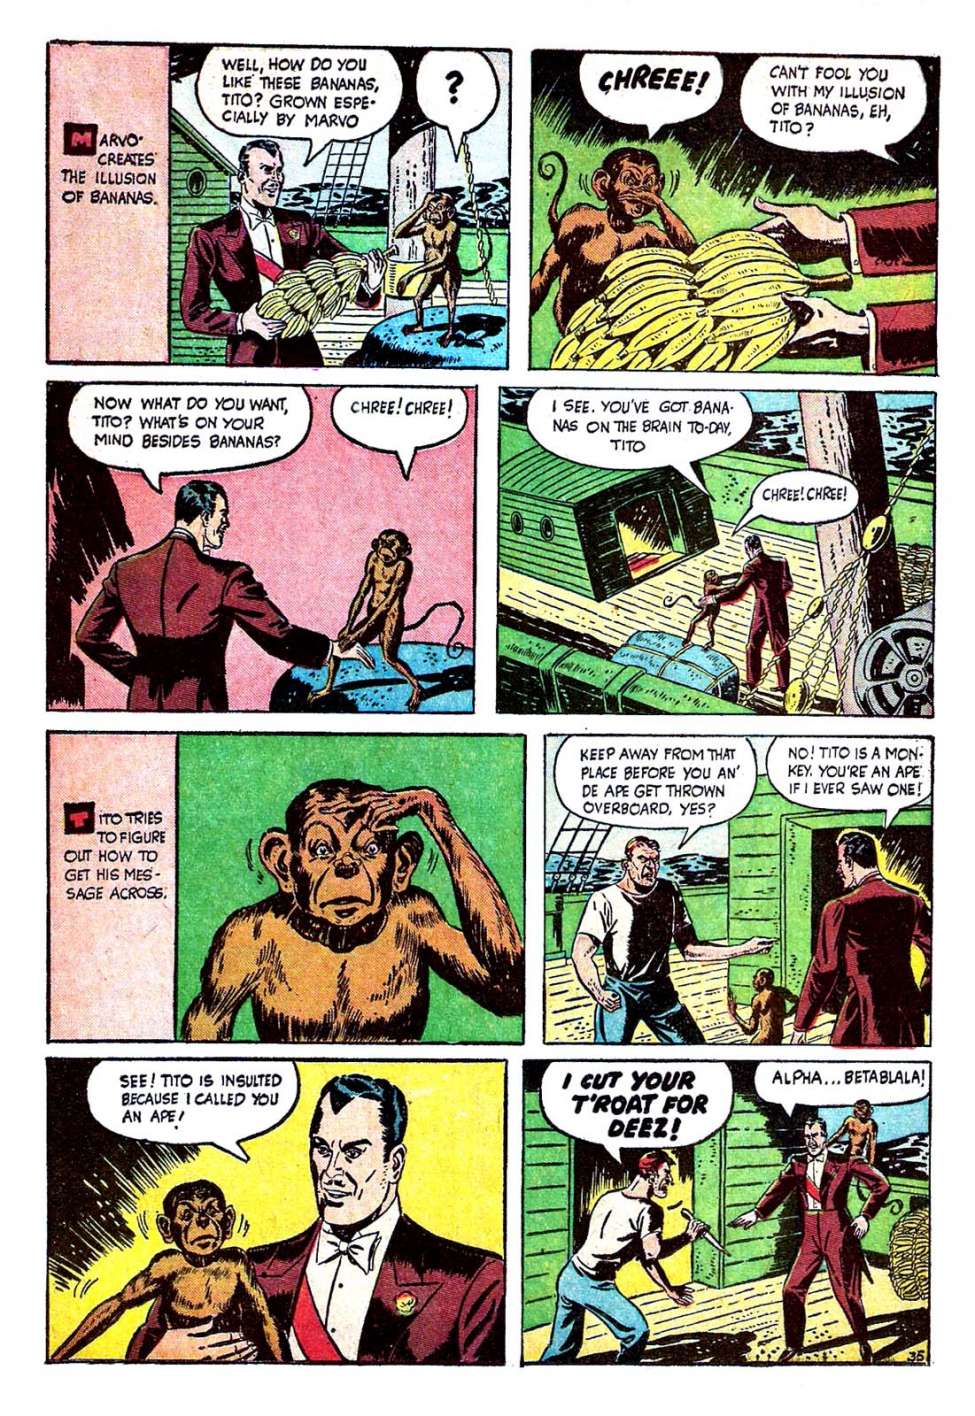 MARVO
CREATES
THE ILLUSION
OF BANANAS.
WELL, HOW DO YOU
LIKE THESE BANANAS,
TITO? GROWN ESPE-
CIALLY BY MARVO
?
CHREEE!
CAN'T FOOL YOU
WITH MY ILLUSION
OF BANANAS, EH,
TITO?
NOW WHAT DO YOU WANT,
TITO? WHAT'S ON YOUR
MIND BESIDES BANANAS?
CHREE! CHREE!
I SEE. YOU'VE GOT BANA-
NAS ON THE BRAIN TO-DAY,
TITO
CHREE! CHREE!
TITO TRIES
TO FIGURE
OUT HOW TO
GET HIS MES-
SAGE ACROSS.
KEEP AWAY FROM THAT
PLACE BEFORE YOU AN'
DE APE GET THROWN
OVERBOARD, YES?
NO! TITO IS A MON-
KEY. YOU'RE AN APE
IF I EVER SAW ONE!
SEE! TITO IS INSULTED
BECAUSE I CALLED YOU
AN APE!
I CUT YOUR
T'ROAT FOR
DEEZ!
ALPHA... BETABLALA!
35